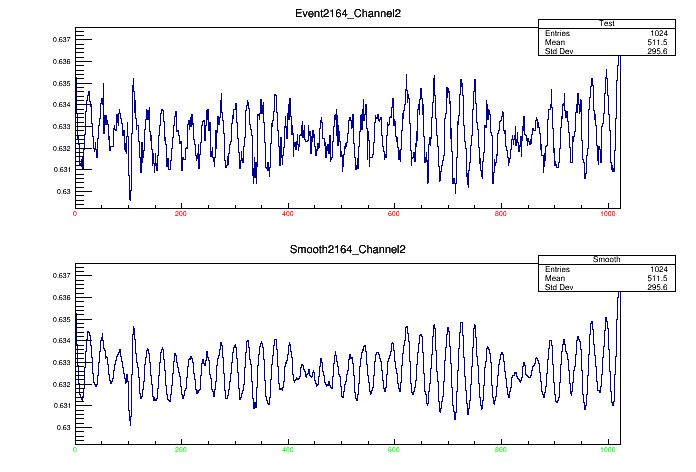 Event2164_Channel2
Test
Entries 1024
Mean 511.5
Std Dev 295.6
0.637
0.636
0.635
0.634
0.633
0.632
0.631
0.63
0 200 400 600 800 1000
Smooth2164_Channel2
Smooth
Entries 1024
Mean 511.5
Std Dev 295.6
0.637
0.636
0.635
0.634
0.633
0.632
0.631
0.63
0 200 400 600 800 1000